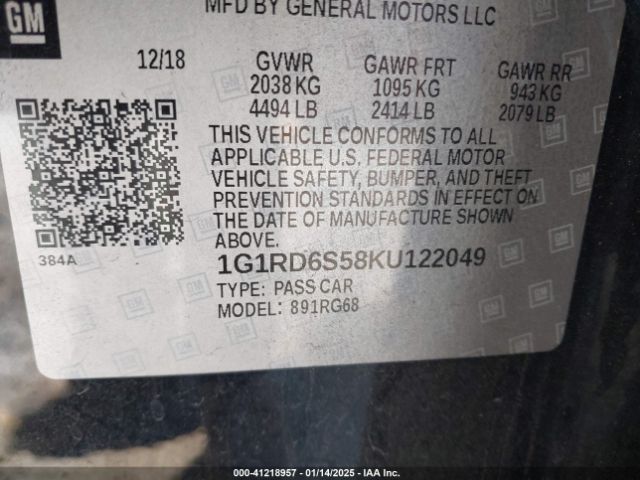 GM
MFD BY GENERAL MOTORS LLC
12/18
GVWR
2038 KG
4494 LB
GAWR FRT
1095 KG
2414 LB
GAWR RR
943 KG
2079 LB
THIS VEHICLE CONFORMS TO ALL
APPLICABLE U.S. FEDERAL MOTOR
VEHICLE SAFETY, BUMPER, AND THEFT
PREVENTION STANDARDS IN EFFECT ON
THE DATE OF MANUFACTURE SHOWN
ABOVE.
384A
1G1RD6S58KU122049
TYPE: PASS CAR
MODEL: 891RG68
000-41218957 - 01/14/2025 - IAA Inc.